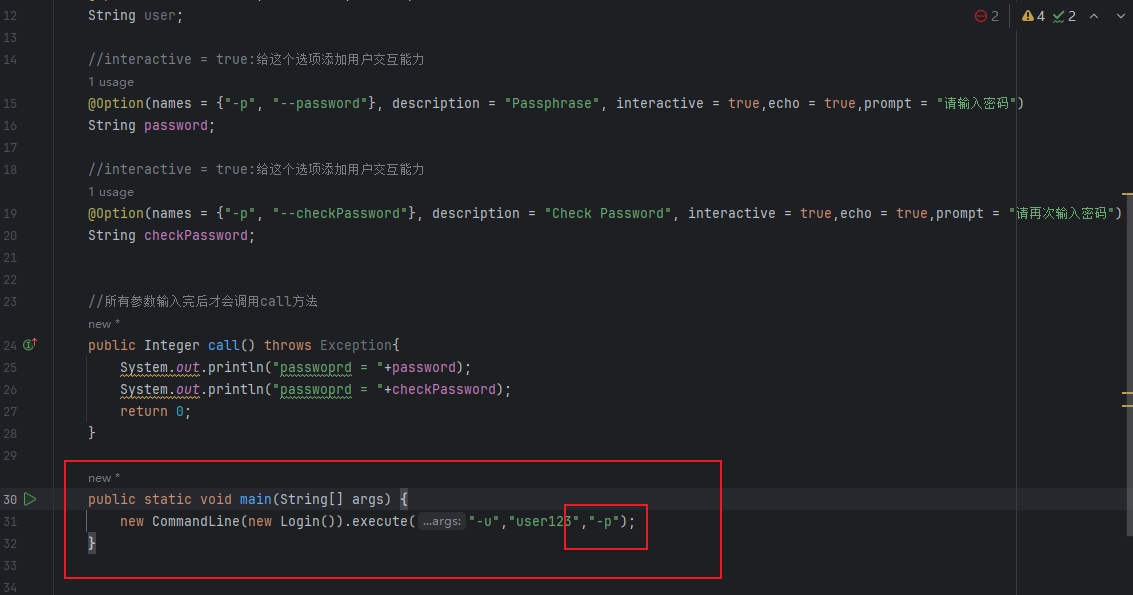 2 4 2
12 String user;
13
14 //interactive = true:给这个选项添加用户交互能力
1 usage
15 @Option(names = {"-p", "--password"}, description = "Passphrase", interactive = true,echo = true,prompt = "请输入密码")
16 String password;
17
18 //interactive = true:给这个选项添加用户交互能力
1 usage
19 @Option(names = {"-p", "--checkPassword"}, description = "Check Password", interactive = true,echo = true,prompt = "请再次输入密码")
20 String checkPassword;
21
22
23 //所有参数输入完后才会调用call方法
new *
24 public Integer call() throws Exception{
25 System.out.println("passwoprd = "+password);
26 System.out.println("passwoprd = "+checkPassword);
27 return 0;
28 }
29
new *
30 public static void main(String[] args) {
31 new CommandLine(new Login()).execute( ...args: "-u","user123","-p");
32 }
33
34